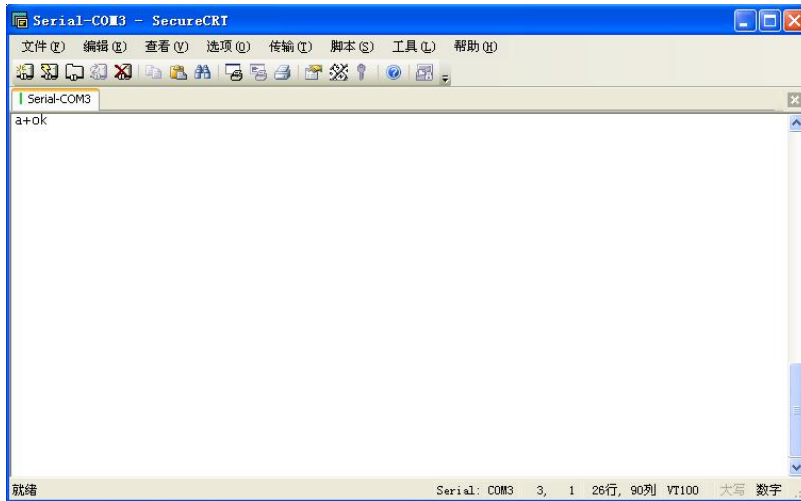 Serial-COM3 - SecureCRT
文件(F) 编辑(E) 查看(V) 选项(O) 传输(T) 脚本(S) 工具(L) 帮助(H)
Serial-COM3
a+ok
就绪 Serial: COM3 3, 1 26行, 90列 VT100 大写 数字